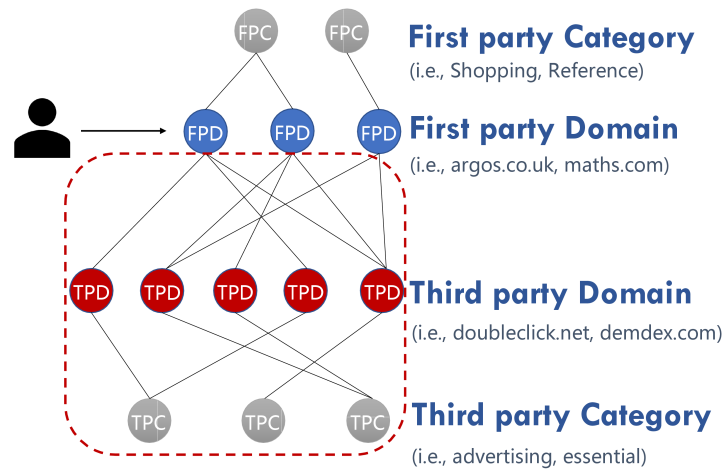 FPC FPC First party Category
(i.e., Shopping, Reference)
FPD FPD FPD First party Domain
(i.e., argos.co.uk, maths.com)
TPD TPD TPD TPD TPD Third party Domain
(i.e., doubleclick.net, demdex.com)
TPC TPC TPC Third party Category
(i.e., advertising, essential)